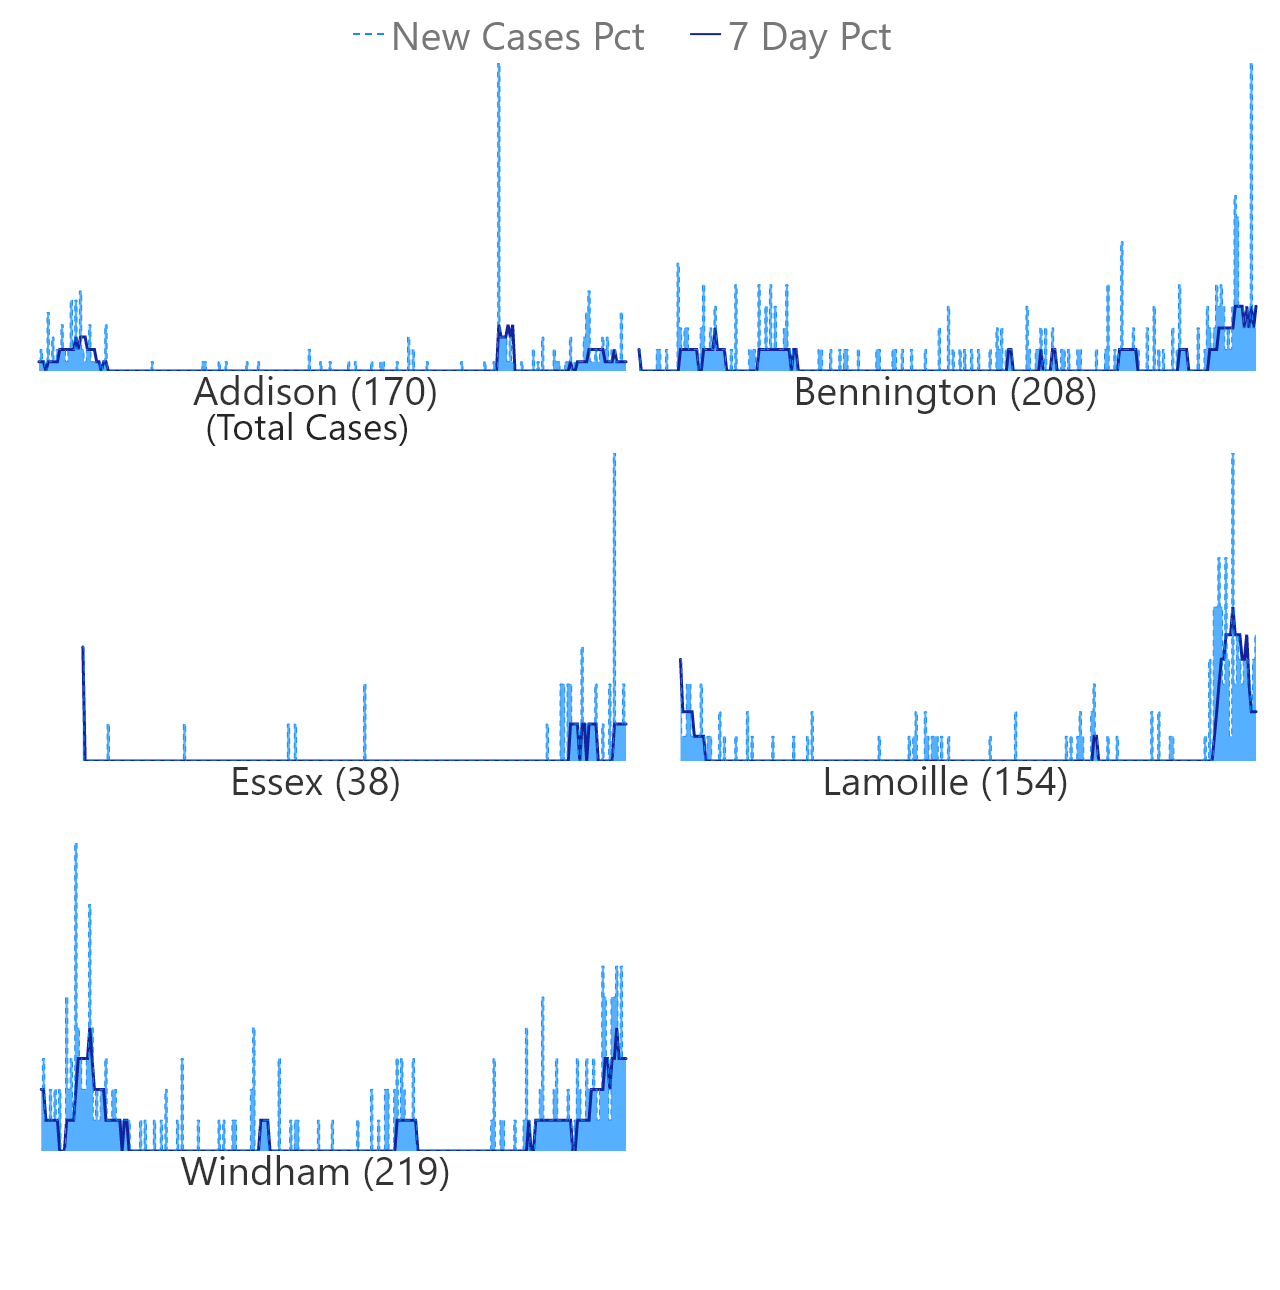 New Cases Pct 7 Day Pct
Addison (170) Bennington (208)
(Total Cases)
Essex (38) Lamoille (154)
Windham (219)